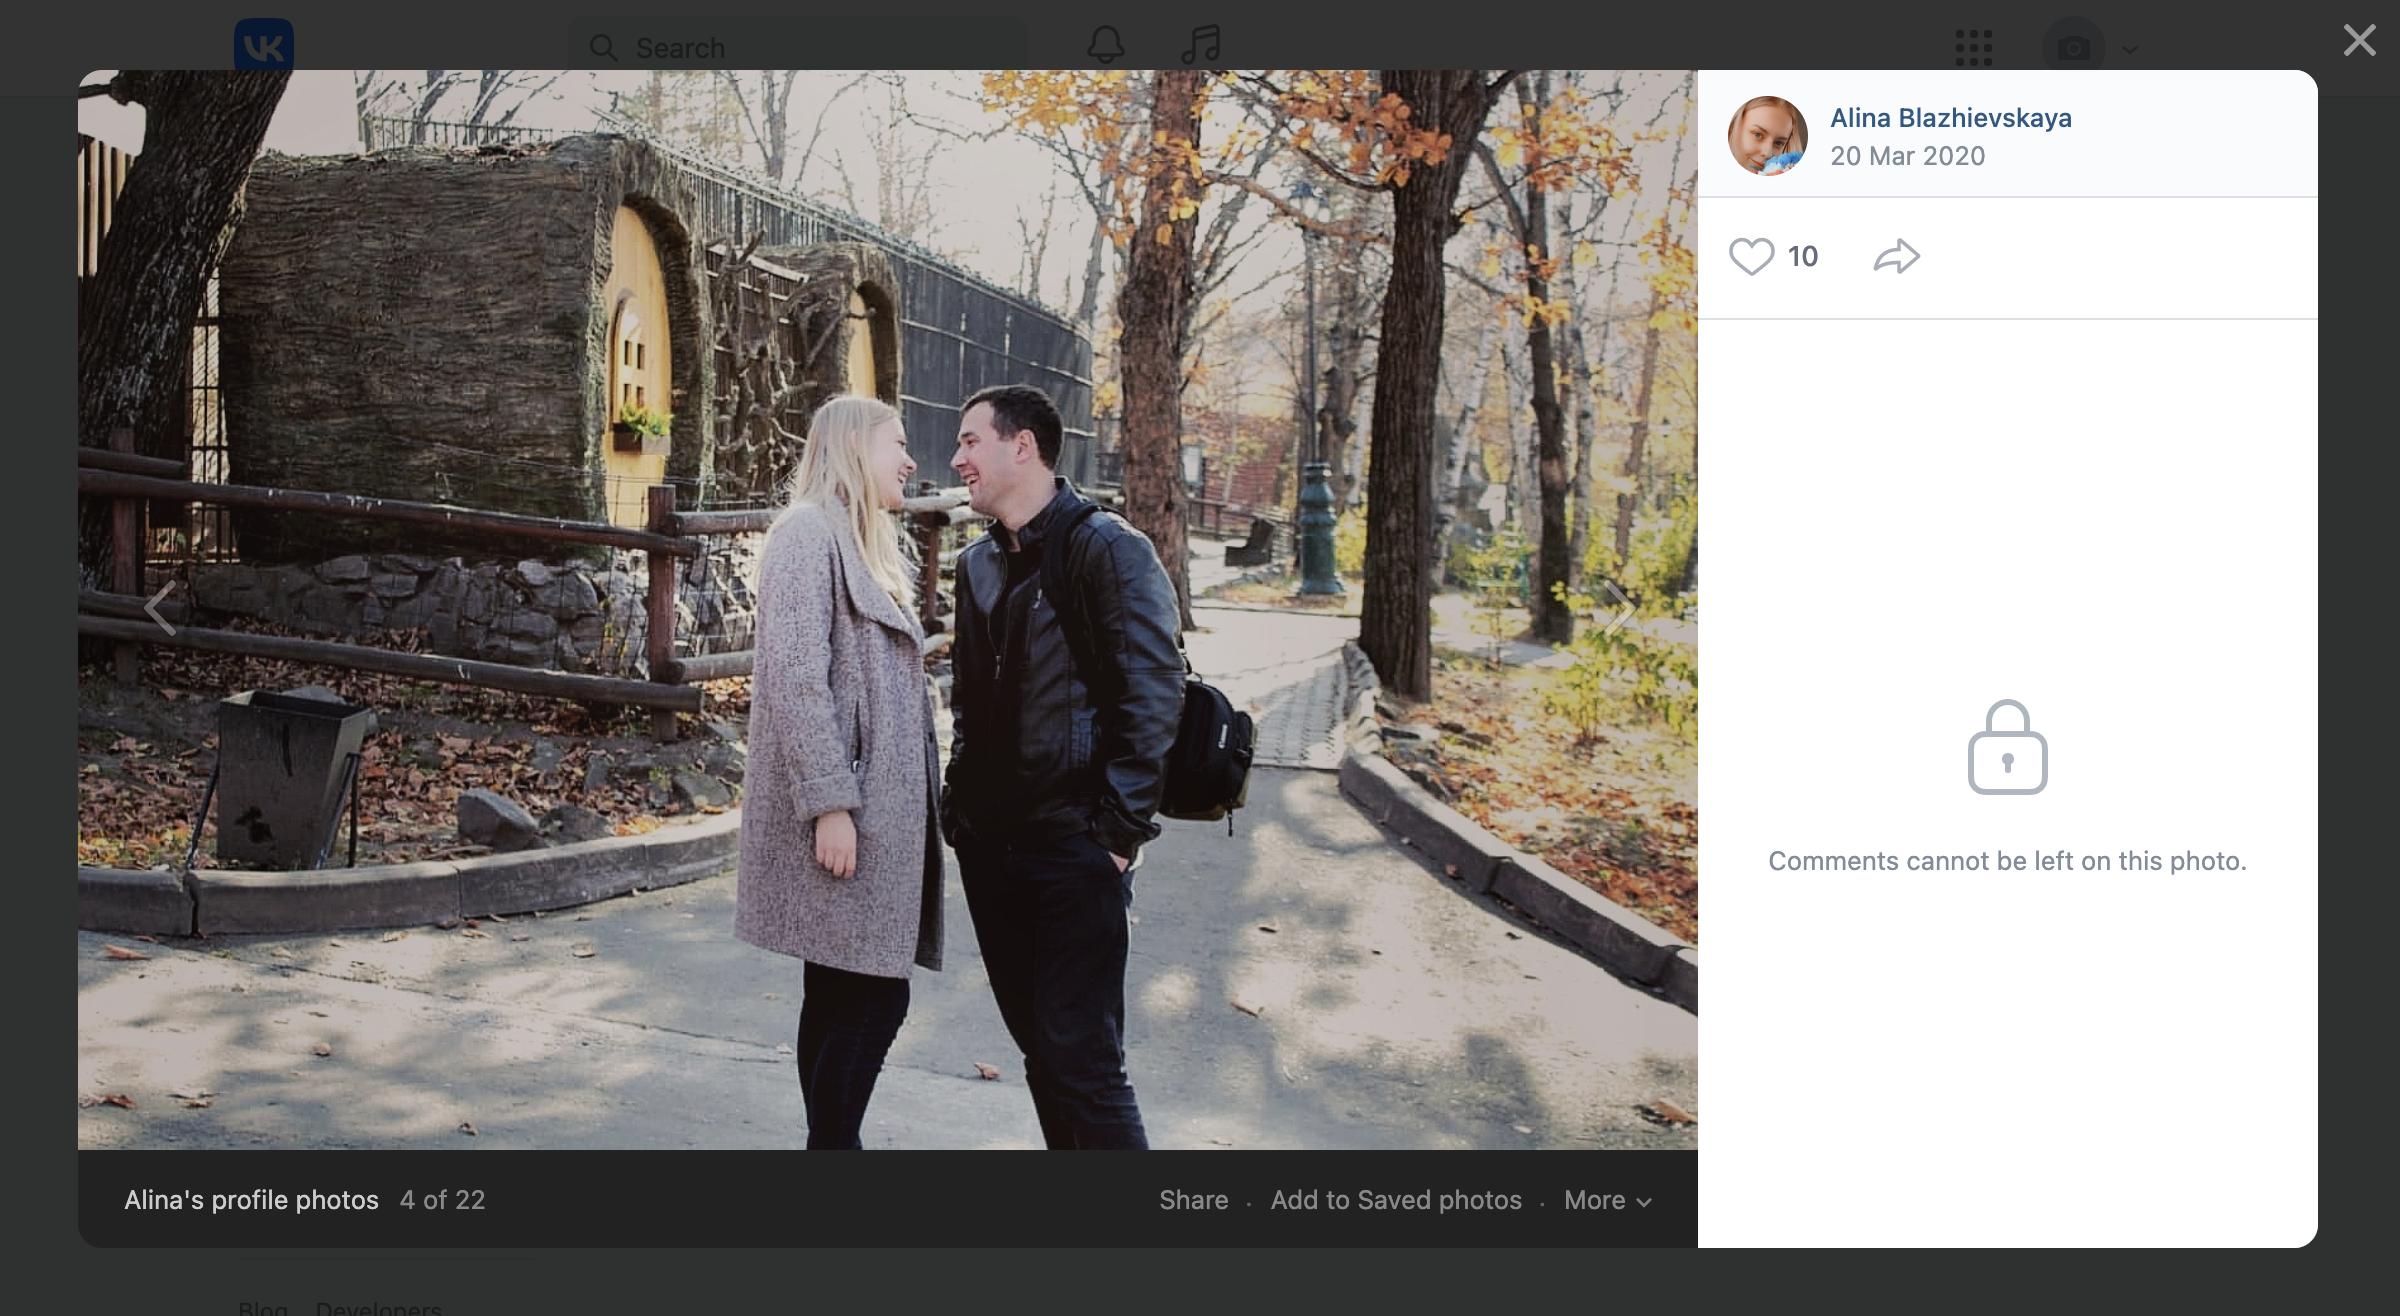 VK
Search
Alina Blazhievskaya
20 Mar 2020
10
Comments cannot be left on this photo.
Alina's profile photos 4 of 22
Share · Add to Saved photos · More
Blog Developers